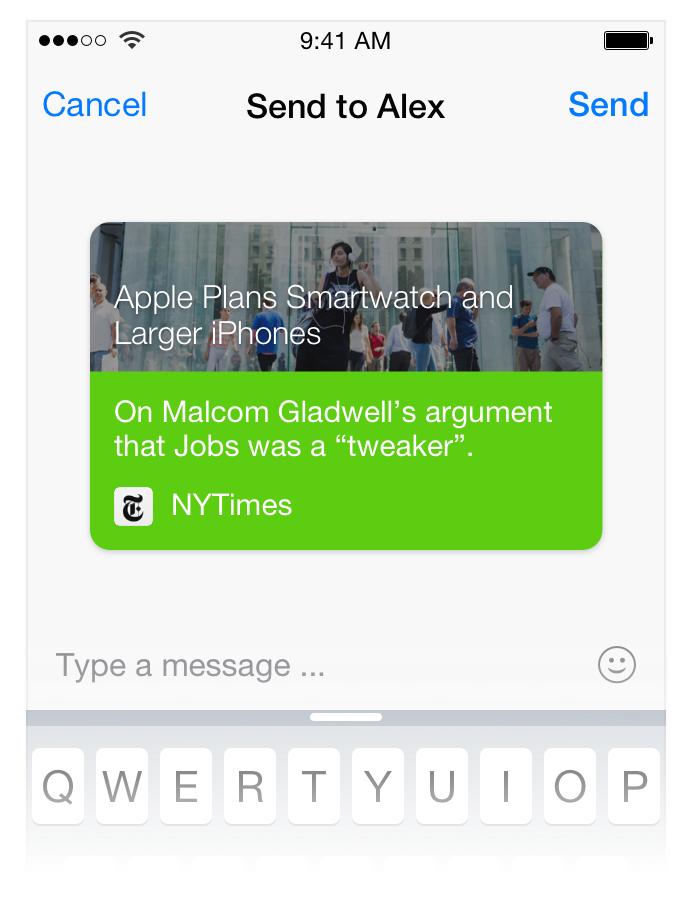 9:41 AM
Cancel Send to Alex Send
Apple Plans Smartwatch and
Larger iPhones
On Malcom Gladwell’s argument
that Jobs was a “tweaker”.
T NYTimes
Type a message ...
Q W E R T Y U I O P